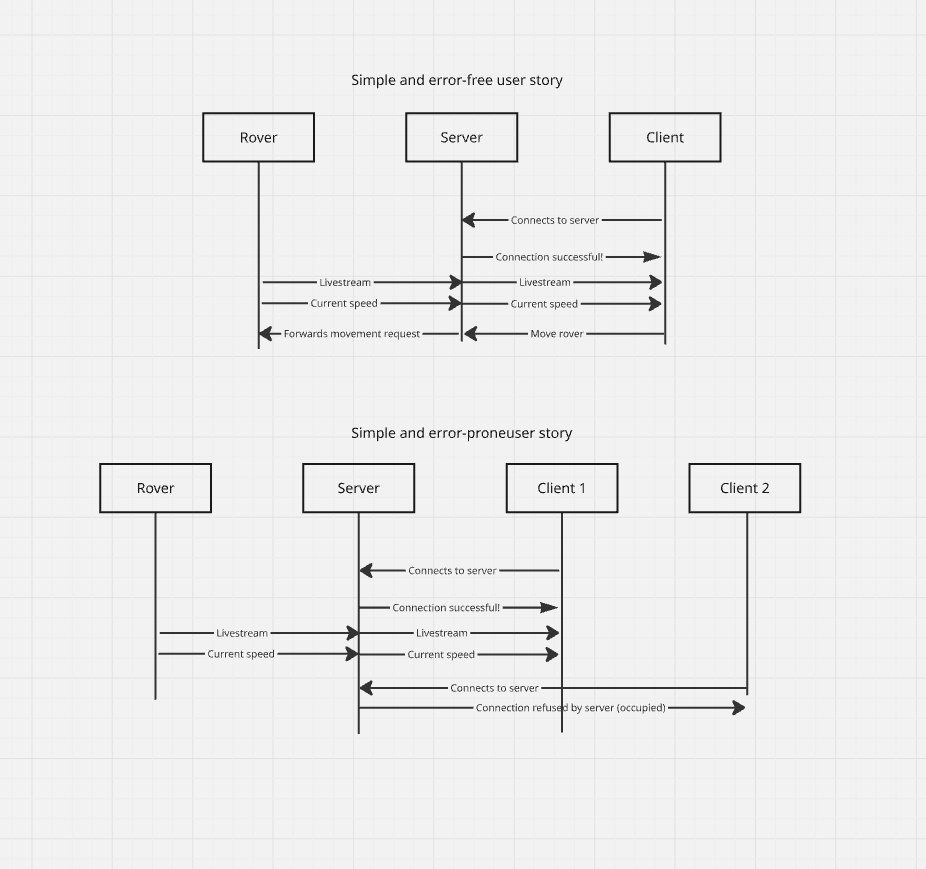 Simple and error-free user story
Rover
Server
Client
Connects to server
Connection successful!
Livestream
Livestream
Current speed
Current speed
Forwards movement request
Move rover
Simple and error-proneuser story
Rover
Server
Client 1
Client 2
Connects to server
Connection successful!
Livestream
Livestream
Current speed
Current speed
Connects to server
Connection refused by server (occupied)